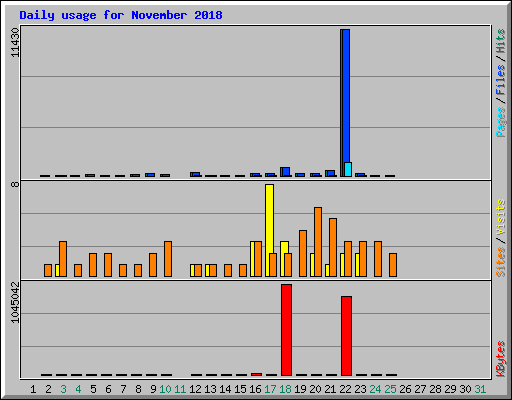 Daily usage for November 2018
11430
8
1045042
Pages/Files/Hits
Sites/Visits
KBytes
1 2 3 4 5 6 7 8 9 10 11 12 13 14 15 16 17 18 19 20 21 22 23 24 25 26 27 28 29 30 31